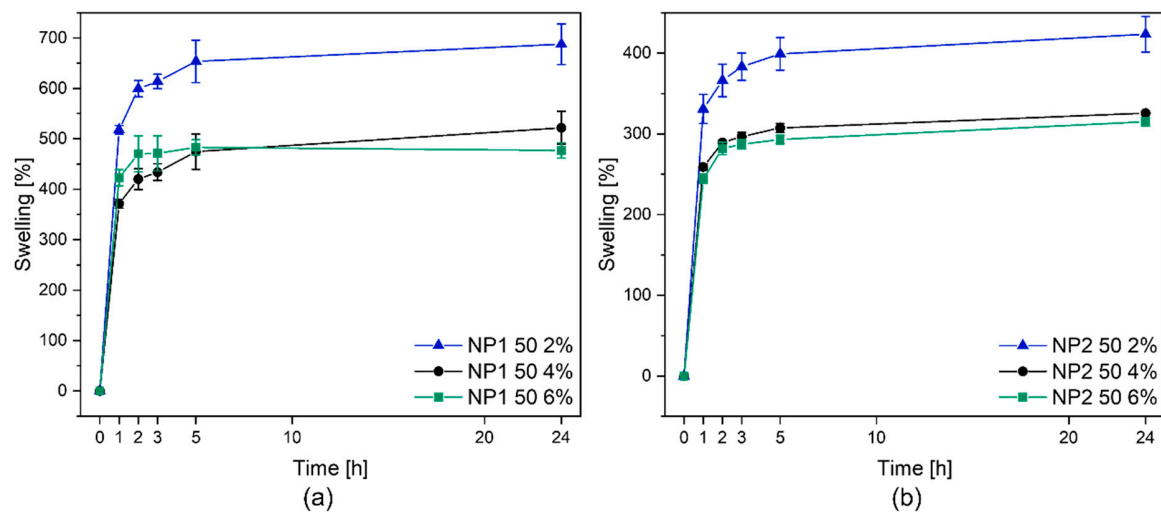 700
600
500
400
300
200
100
0
Swelling [%]
NP1 50 2%
NP1 50 4%
NP1 50 6%
0 1 2 3 5 10 20 24
Time [h]
(a)
400
300
200
100
0
Swelling [%]
NP2 50 2%
NP2 50 4%
NP2 50 6%
0 1 2 3 5 10 20 24
Time [h]
(b)